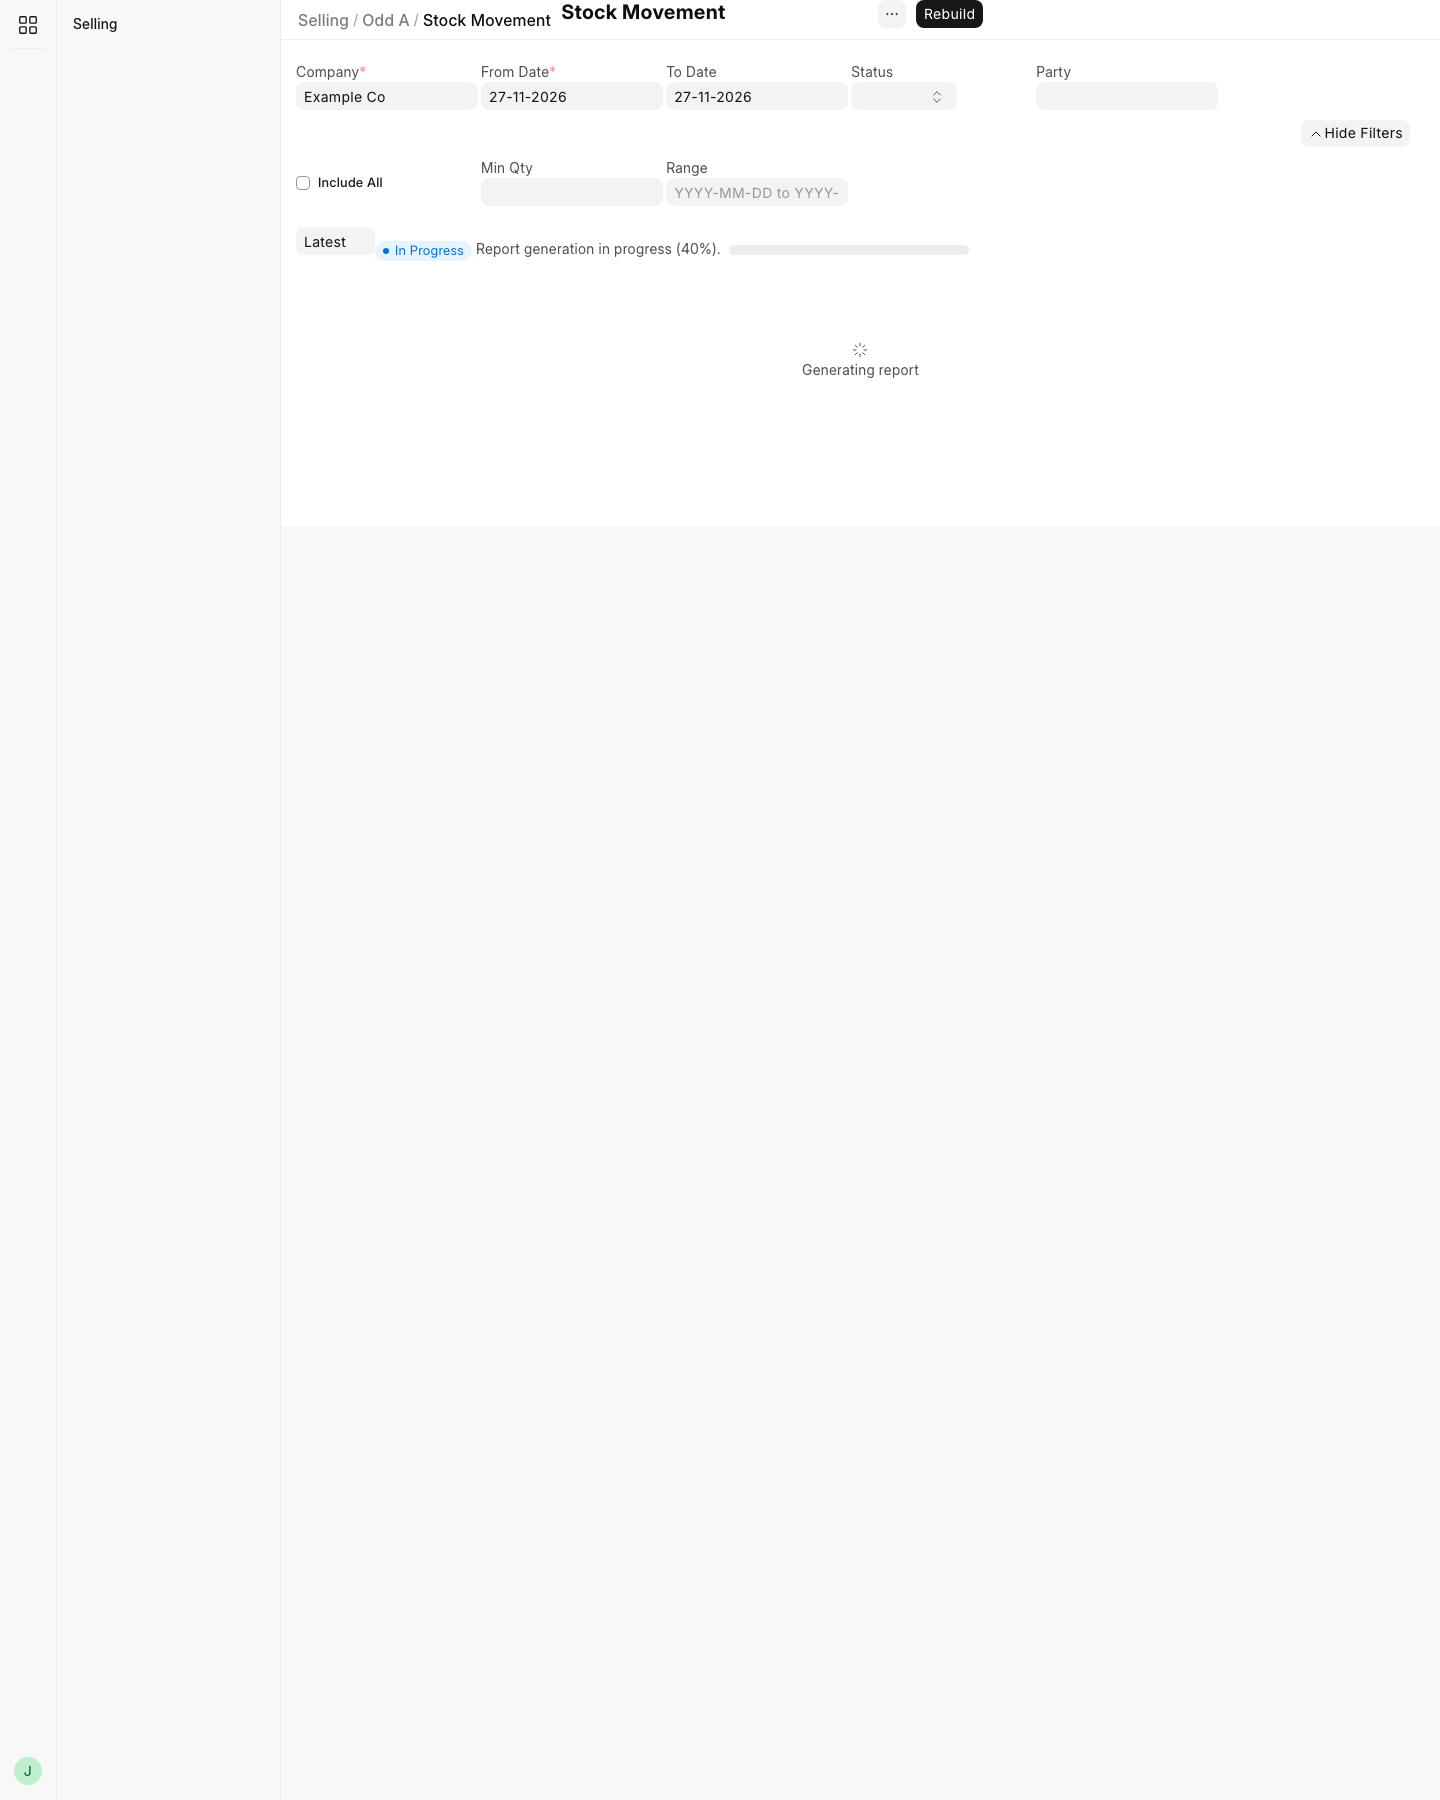 Selling
Selling / Odd A / Stock Movement
Stock Movement
Rebuild
Company*
From Date*
To Date
Status
Party
Example Co
27-11-2026
27-11-2026
Hide Filters
Include All
Min Qty
Range
YYYY-MM-DD to YYYY-
Latest
In Progress
Report generation in progress (40%).
Generating report
J